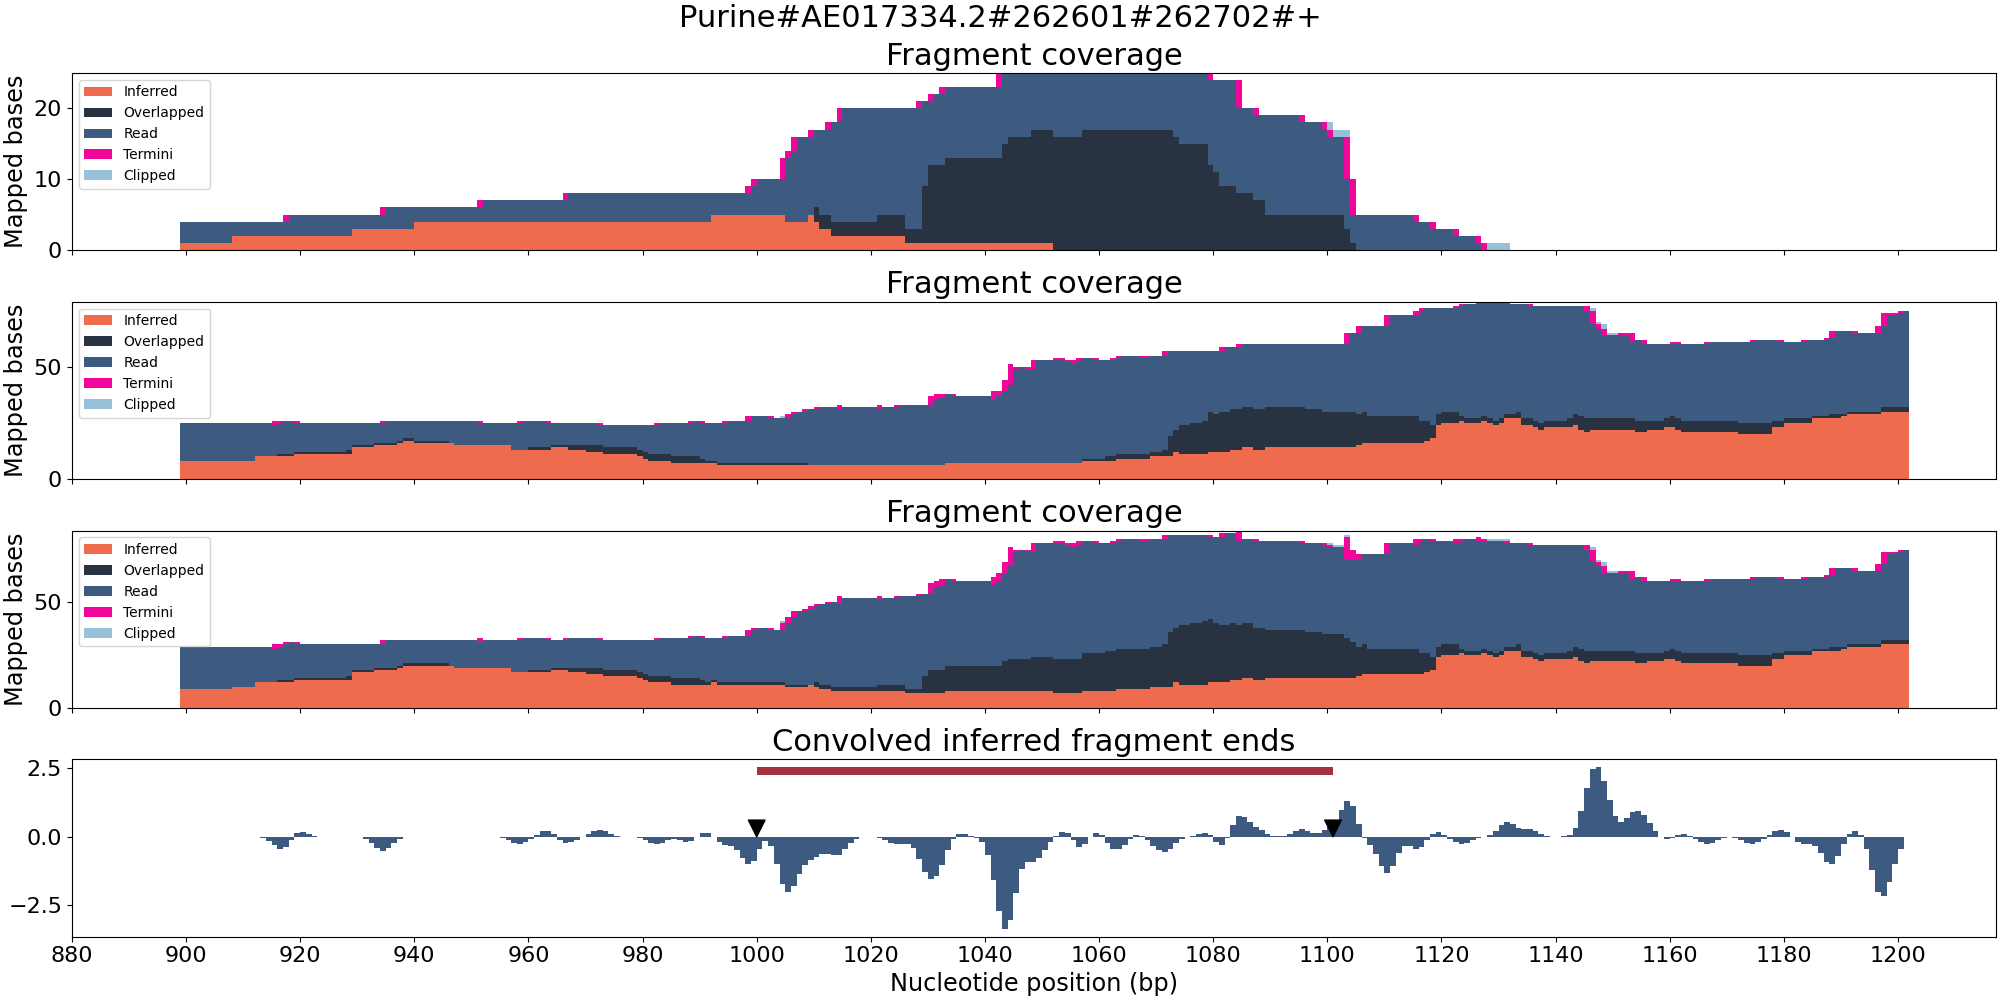 Purine#AE017334.2#262601#262702#+
Fragment coverage
Mapped bases
20
10
0
Inferred
Overlapped
Read
Termini
Clipped
Fragment coverage
Mapped bases
50
0
Inferred
Overlapped
Read
Termini
Clipped
Fragment coverage
Mapped bases
50
0
Inferred
Overlapped
Read
Termini
Clipped
Convolved inferred fragment ends
2.5
0.0
−2.5
880 900 920 940 960 980 1000 1020 1040 1060 1080 1100 1120 1140 1160 1180 1200
Nucleotide position (bp)